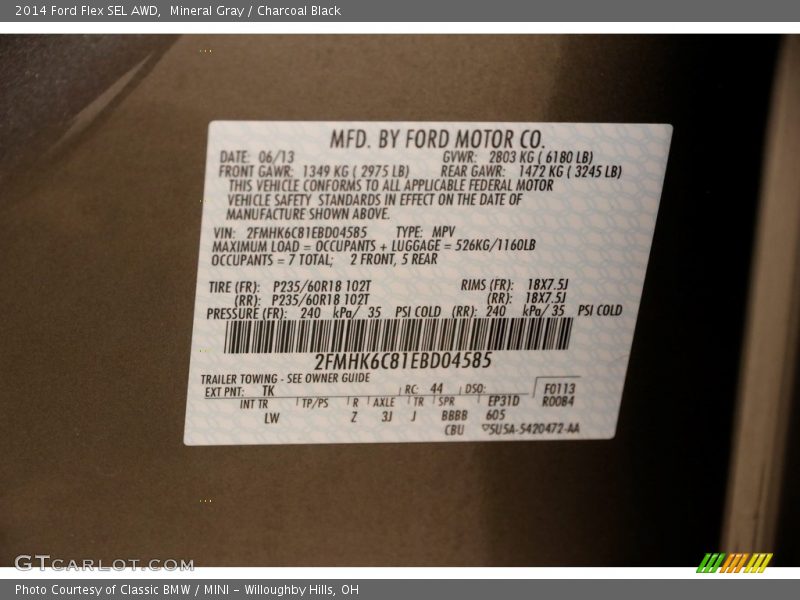 2014 Ford Flex SEL AWD,  Mineral Gray / Charcoal Black
MFD. BY FORD MOTOR CO.
DATE: 06/13 GVWR: 2803 KG ( 6180 LB)
FRONT GAWR: 1349 KG ( 2975 LB) REAR GAWR: 1472 KG ( 3245 LB)
THIS VEHICLE CONFORMS TO ALL APPLICABLE FEDERAL MOTOR
VEHICLE SAFETY STANDARDS IN EFFECT ON THE DATE OF
MANUFACTURE SHOWN ABOVE.
VIN: 2FMHK6C81EBD04585 TYPE: MPV
MAXIMUM LOAD = OCCUPANTS + LUGGAGE = 526KG/1160LB
OCCUPANTS = 7 TOTAL; 2 FRONT, 5 REAR
TIRE (FR): P235/60R18 102T RIMS (FR): 18X7.5J
(RR): P235/60R18 102T (RR): 18X7.5J
PRESSURE (FR): 240 kPa/ 35 PSI COLD (RR): 240 kPa/ 35 PSI COLD
2FMHK6C81EBD04585
TRAILER TOWING - SEE OWNER GUIDE
EXT PNT: TK RC: 44 DSO: F0113
INT TR TP/PS R AXLE TR SPR EP31D R0084
LW Z 3J J BBBB 605
CBU 5U5A-5420472-AA
GTCARLOT.COM
Photo Courtesy of Classic BMW / MINI - Willoughby Hills, OH